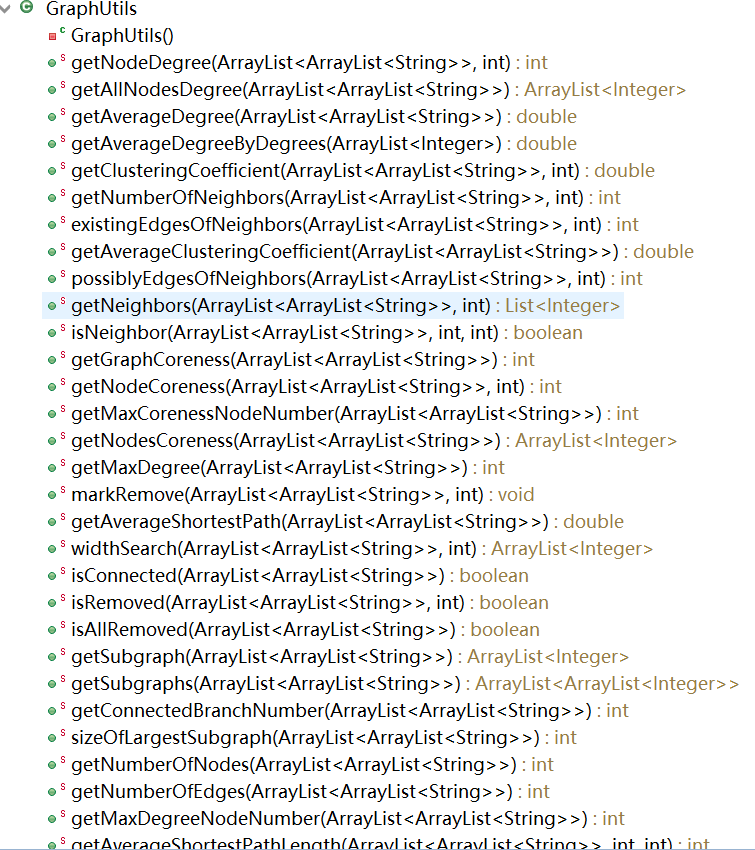 GraphUtils
GraphUtils()
getNodeDegree(ArrayList<ArrayList<String>>, int) : int
getAllNodesDegree(ArrayList<ArrayList<String>>) : ArrayList<Integer>
getAverageDegree(ArrayList<ArrayList<String>>) : double
getAverageDegreeByDegrees(ArrayList<Integer>) : double
getClusteringCoefficient(ArrayList<ArrayList<String>>, int) : double
getNumberOfNeighbors(ArrayList<ArrayList<String>>, int) : int
existingEdgesOfNeighbors(ArrayList<ArrayList<String>>, int) : int
getAverageClusteringCoefficient(ArrayList<ArrayList<String>>) : double
possiblyEdgesOfNeighbors(ArrayList<ArrayList<String>>, int) : int
getNeighbors(ArrayList<ArrayList<String>>, int) : List<Integer>
isNeighbor(ArrayList<ArrayList<String>>, int, int) : boolean
getGraphCoreness(ArrayList<ArrayList<String>>) : int
getNodeCoreness(ArrayList<ArrayList<String>>, int) : int
getMaxCorenessNodeNumber(ArrayList<ArrayList<String>>) : int
getNodesCoreness(ArrayList<ArrayList<String>>) : ArrayList<Integer>
getMaxDegree(ArrayList<ArrayList<String>>) : int
markRemove(ArrayList<ArrayList<String>>, int) : void
getAverageShortestPath(ArrayList<ArrayList<String>>) : double
widthSearch(ArrayList<ArrayList<String>>, int) : ArrayList<Integer>
isConnected(ArrayList<ArrayList<String>>) : boolean
isRemoved(ArrayList<ArrayList<String>>, int) : boolean
isAllRemoved(ArrayList<ArrayList<String>>) : boolean
getSubgraph(ArrayList<ArrayList<String>>) : ArrayList<Integer>
getSubgraphs(ArrayList<ArrayList<String>>) : ArrayList<ArrayList<Integer>>
getConnectedBranchNumber(ArrayList<ArrayList<String>>) : int
sizeOfLargestSubgraph(ArrayList<ArrayList<String>>) : int
getNumberOfNodes(ArrayList<ArrayList<String>>) : int
getNumberOfEdges(ArrayList<ArrayList<String>>) : int
getMaxDegreeNodeNumber(ArrayList<ArrayList<String>>) : int
getAverageShortestPathLength(ArrayList<ArrayList<String>>, int, int) : int